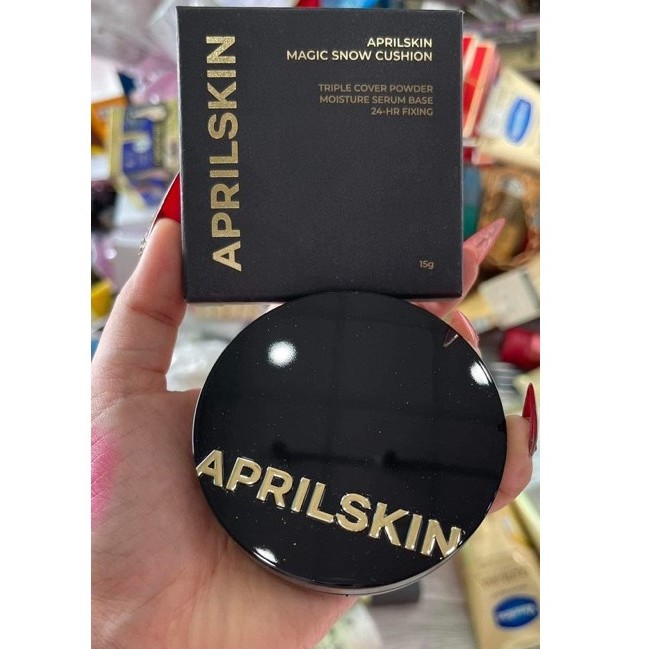 APRILSKIN
APRILSKIN
MAGIC SNOW CUSHION
TRIPLE COVER POWDER
MOISTURE SERUM BASE
24-HR FIXING
15g
APRILSKIN